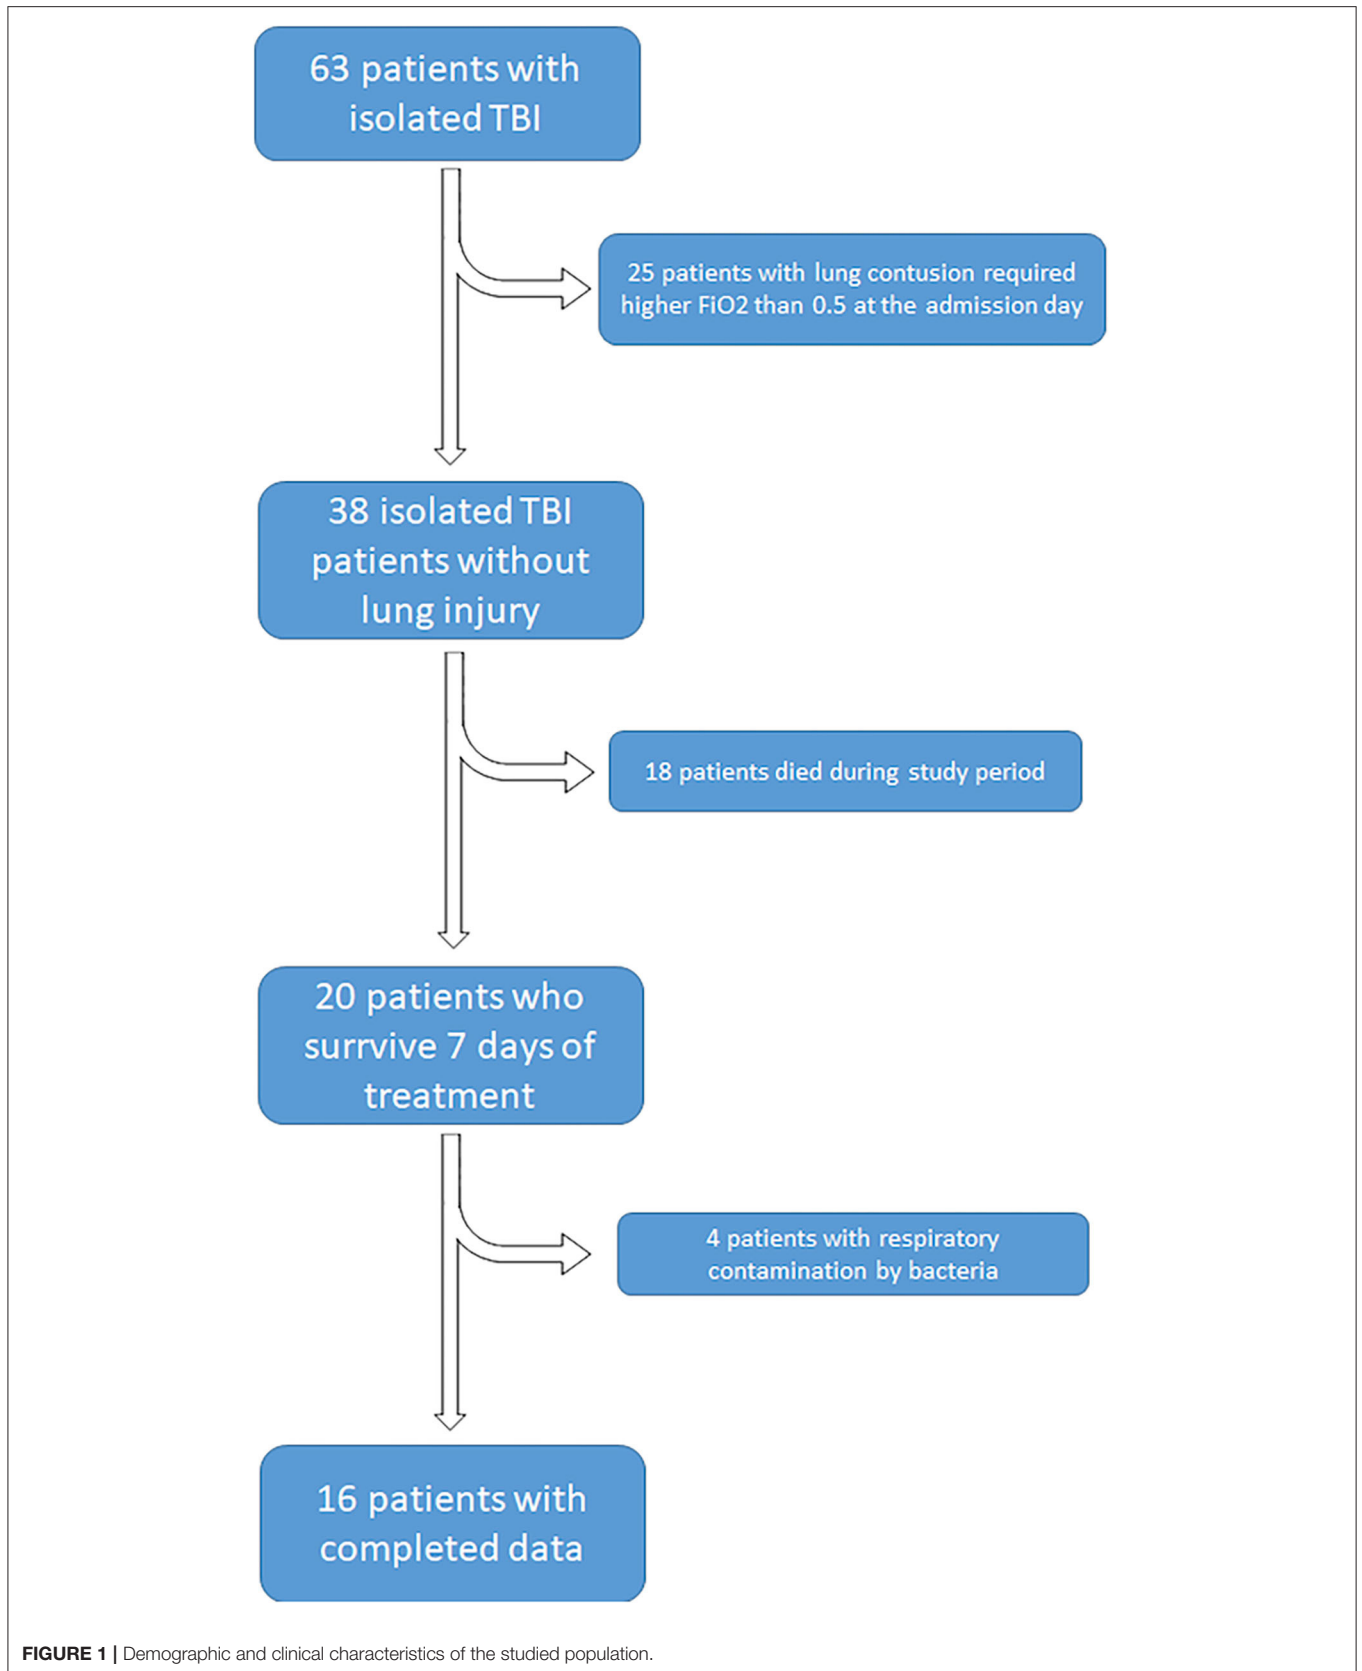 63 patients with
isolated TBI
25 patients with lung contusion required
higher FiO2 than 0.5 at the admission day
38 isolated TBI
patients without
lung injury
18 patients died during study period
20 patients who
surrvive 7 days of
treatment
4 patients with respiratory
contamination by bacteria
16 patients with
completed data
FIGURE 1 | Demographic and clinical characteristics of the studied population.